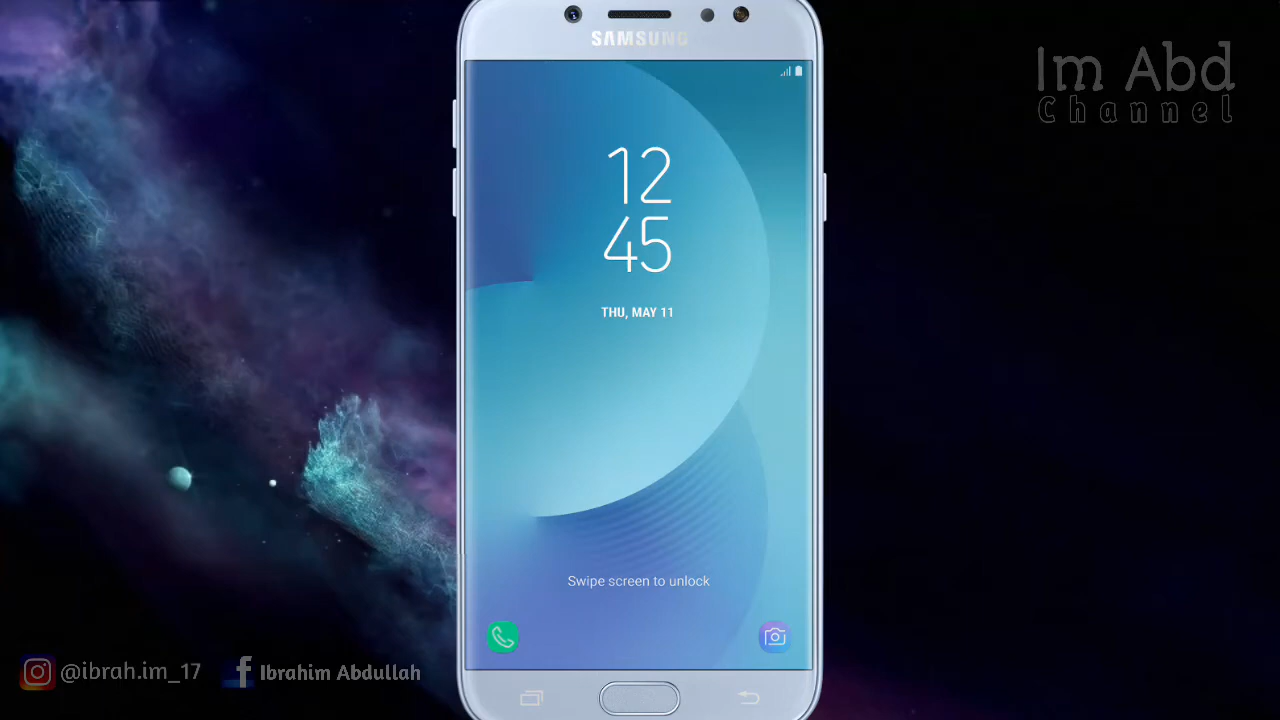 SAMSUNG
Im Abd
Channel
12
45
THU, MAY 11
Swipe screen to unlock
@ibrah.im_17
Ibrahim Abdullah